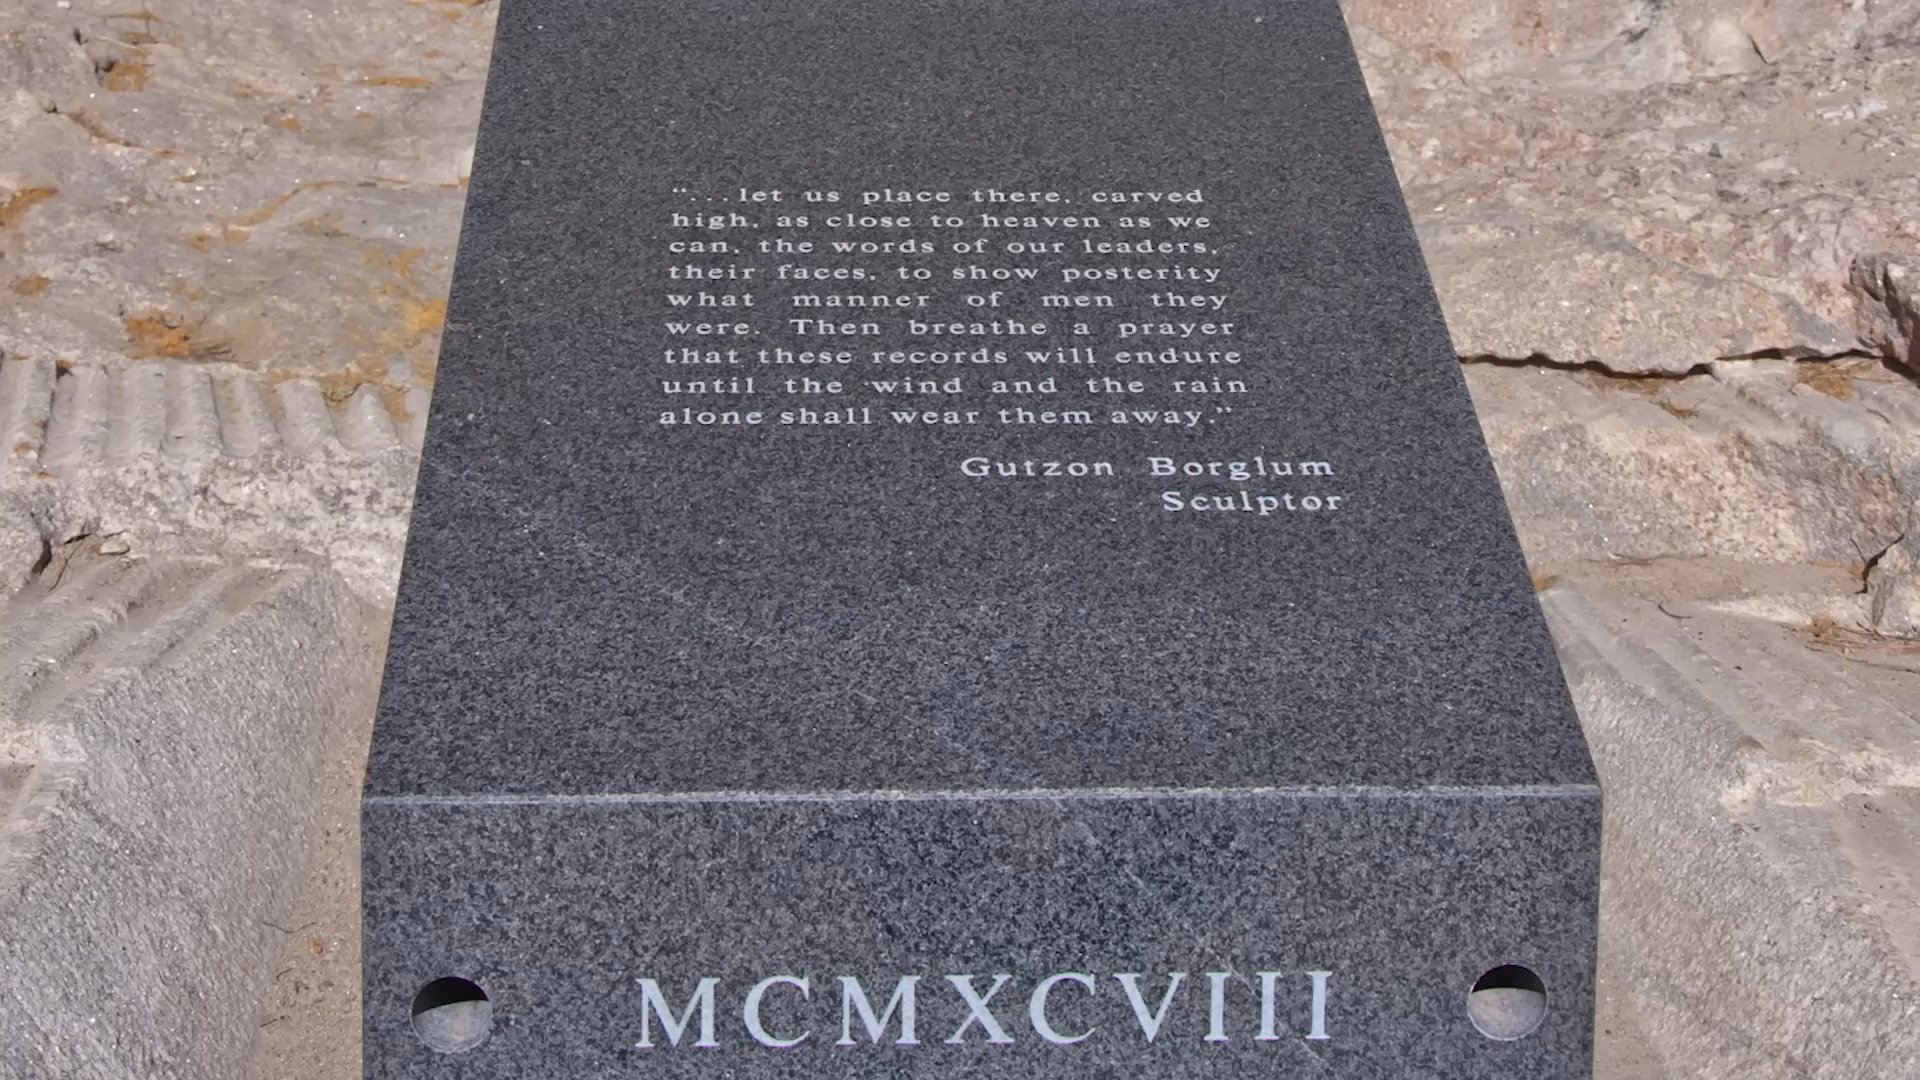 “...let us place there, carved
high, as close to heaven as we
can, the words of our leaders,
their faces, to show posterity
what manner of men they
were. Then breathe a prayer
that these records will endure
until the wind and the rain
alone shall wear them away.”
Gutzon Borglum
Sculptor
MCMXCVIII